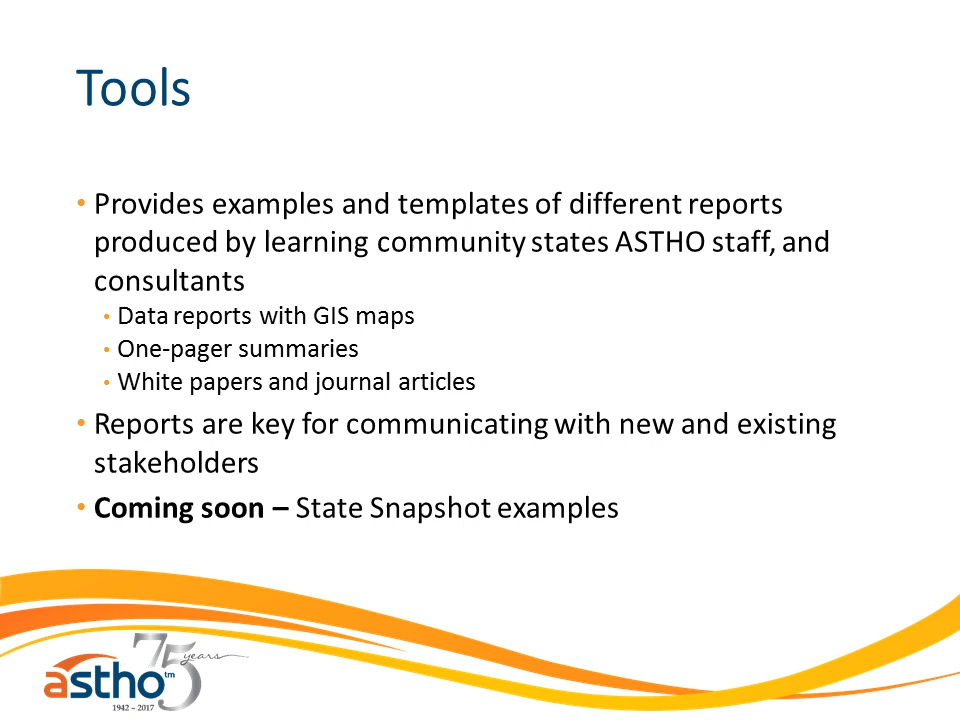 Tools
• Provides examples and templates of different reports
produced by learning community states ASTHO staff, and
consultants
• Data reports with GIS maps
• One-pager summaries
• White papers and journal articles
• Reports are key for communicating with new and existing
stakeholders
• Coming soon – State Snapshot examples
75 years
astho™
1942 – 2017